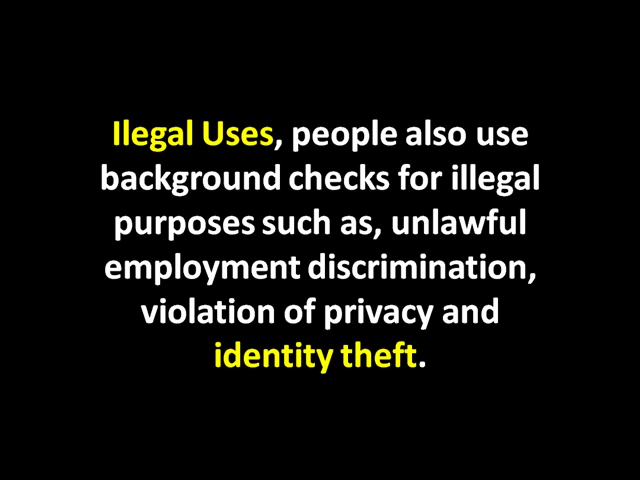 Ilegal Uses, people also use
background checks for illegal
purposes such as, unlawful
employment discrimination,
violation of privacy and
identity theft.